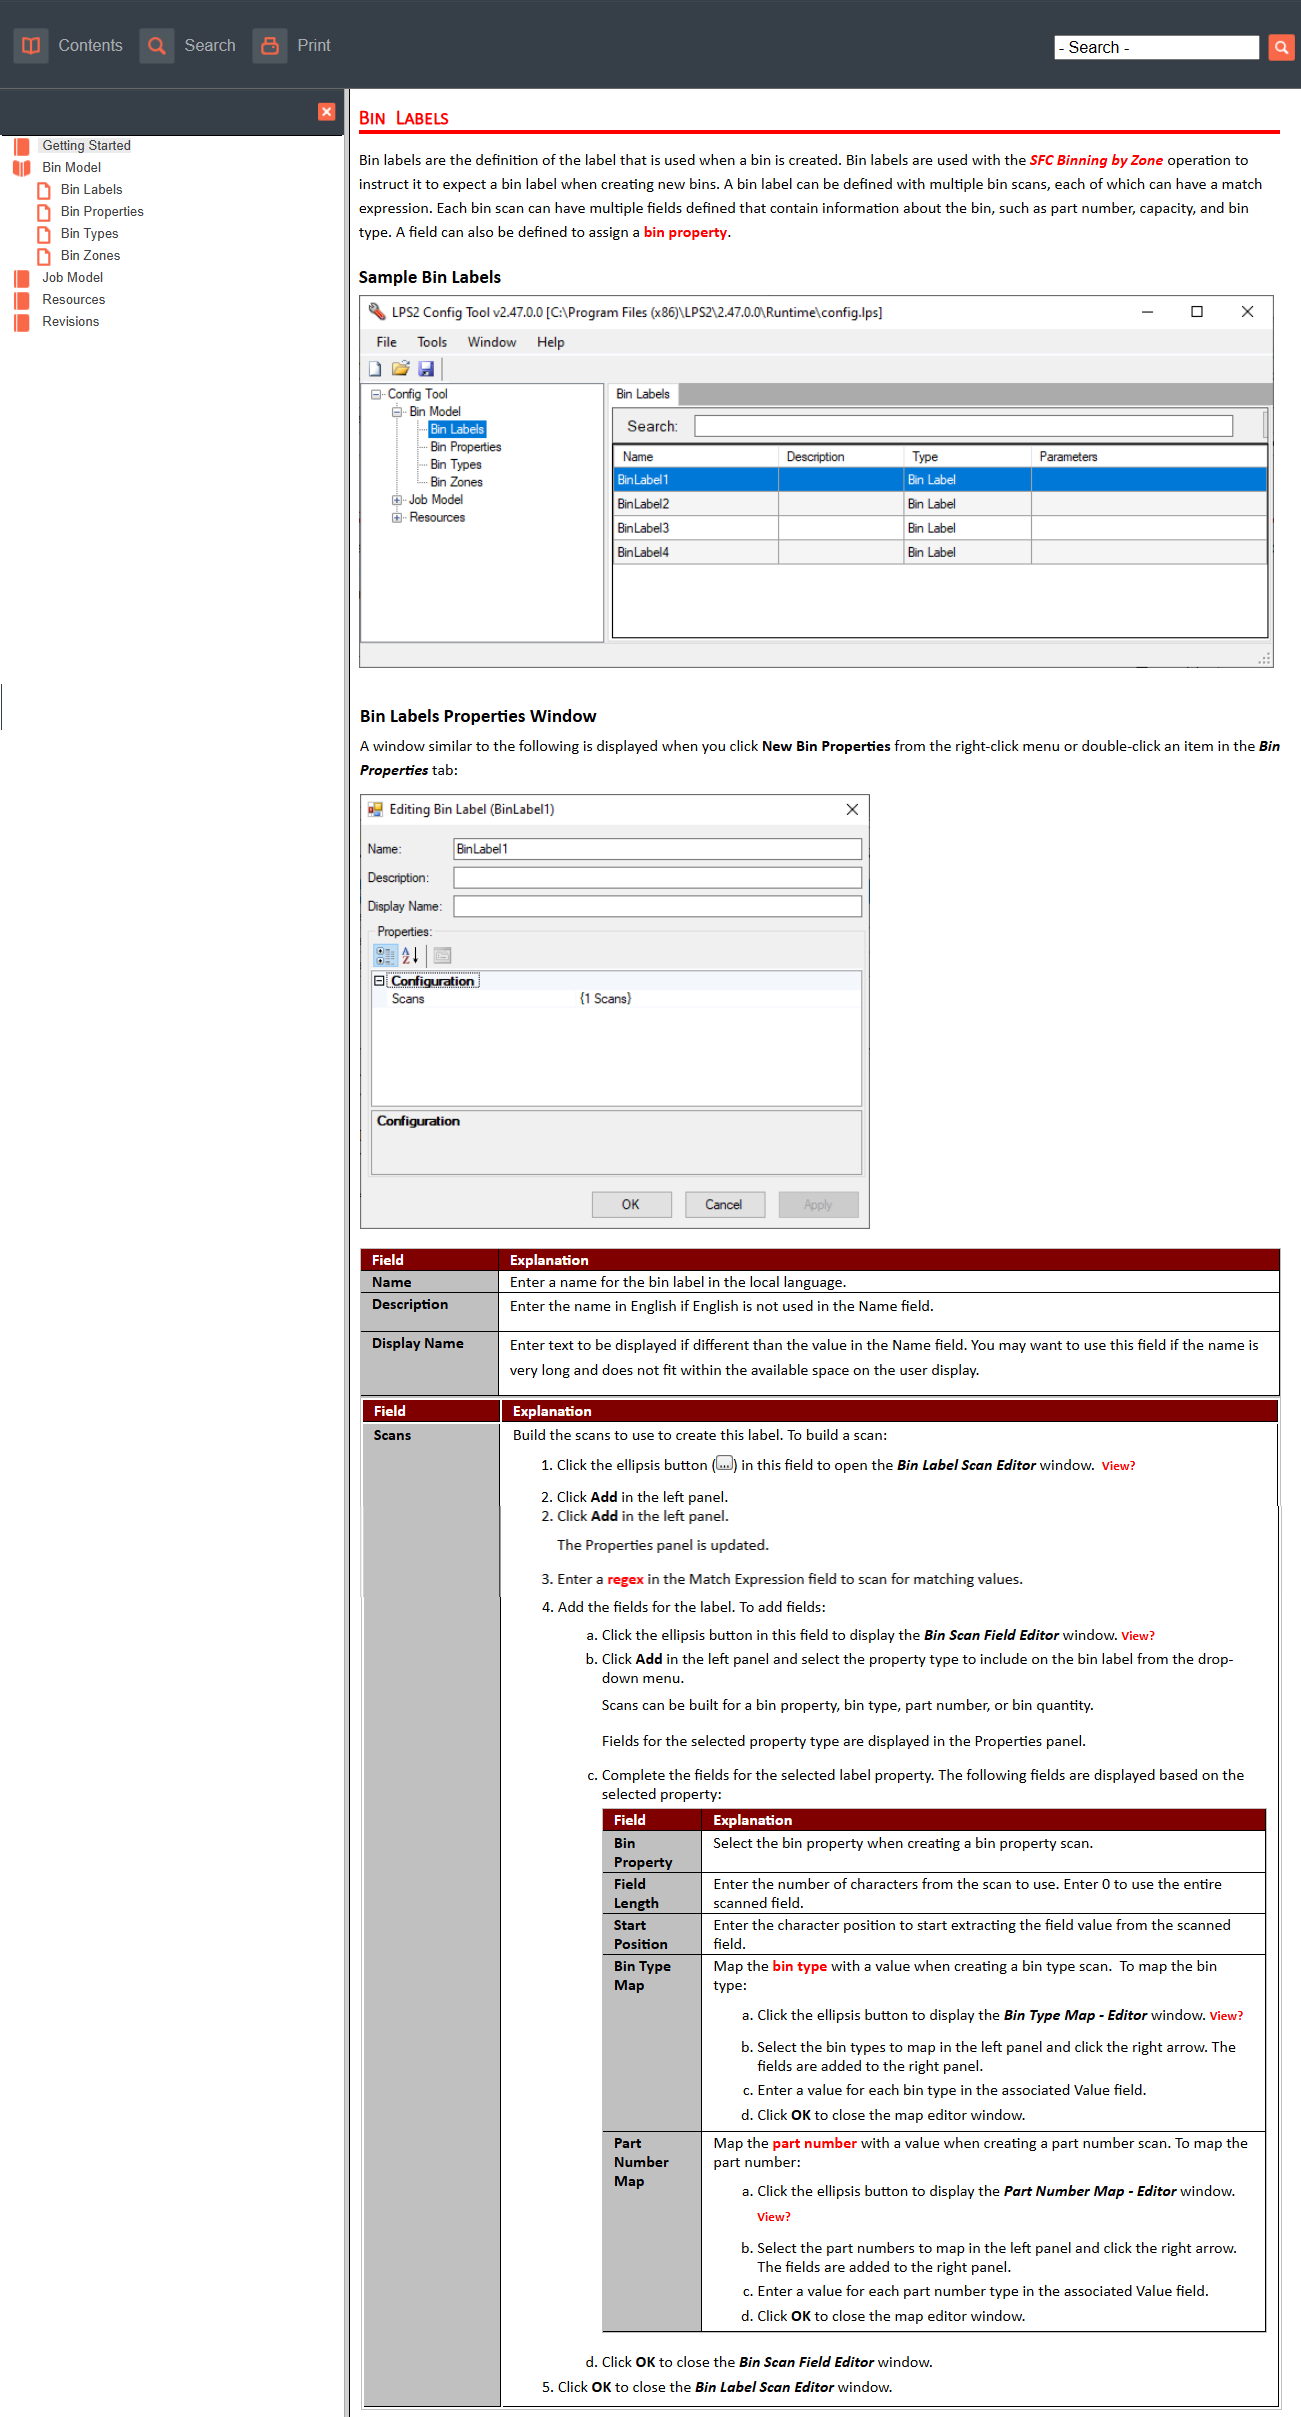 Contents Search Print - Search -
Getting Started
Bin Model
Bin Labels
Bin Properties
Bin Types
Bin Zones
Job Model
Resources
Revisions
Bin Labels
Bin labels are the definition of the label that is used when a bin is created. Bin labels are used with the SFC Binning by Zone operation to
instruct it to expect a bin label when creating new bins. A bin label can be defined with multiple bin scans, each of which can have a match
expression. Each bin scan can have multiple fields defined that contain information about the bin, such as part number, capacity, and bin
type. A field can also be defined to assign a bin property.
Sample Bin Labels
LPS2 Config Tool v2.47.0.0 [C:\Program Files (x86)\LPS2\2.47.0.0\Runtime\config.lps]
File Tools Window Help
Config Tool
Bin Model
Bin Labels
Bin Properties
Bin Types
Bin Zones
Job Model
Resources
Bin Labels
Search:
Name Description Type Parameters
BinLabel1 Bin Label
BinLabel2 Bin Label
BinLabel3 Bin Label
BinLabel4 Bin Label
Bin Labels Properties Window
A window similar to the following is displayed when you click New Bin Properties from the right-click menu or double-click an item in the Bin
Properties tab:
Editing Bin Label (BinLabel1)
Name: BinLabel1
Description:
Display Name:
Properties:
Configuration
Scans {1 Scans}
Configuration
OK Cancel Apply
Field Explanation
Name Enter a name for the bin label in the local language.
Description Enter the name in English if English is not used in the Name field.
Display Name Enter text to be displayed if different than the value in the Name field. You may want to use this field if the name is
very long and does not fit within the available space on the user display.
Field Explanation
Scans Build the scans to use to create this label. To build a scan:
1. Click the ellipsis button (...) in this field to open the Bin Label Scan Editor window. View?
2. Click Add in the left panel.
2. Click Add in the left panel.
The Properties panel is updated.
3. Enter a regex in the Match Expression field to scan for matching values.
4. Add the fields for the label. To add fields:
a. Click the ellipsis button in this field to display the Bin Scan Field Editor window. View?
b. Click Add in the left panel and select the property type to include on the bin label from the drop-
down menu.
Scans can be built for a bin property, bin type, part number, or bin quantity.
Fields for the selected property type are displayed in the Properties panel.
c. Complete the fields for the selected label property. The following fields are displayed based on the
selected property:
Field Explanation
Bin Select the bin property when creating a bin property scan.
Property
Field Enter the number of characters from the scan to use. Enter 0 to use the entire
Length scanned field.
Start Enter the character position to start extracting the field value from the scanned
Position field.
Bin Type Map the bin type with a value when creating a bin type scan. To map the bin
Map type:
a. Click the ellipsis button to display the Bin Type Map - Editor window. View?
b. Select the bin types to map in the left panel and click the right arrow. The
fields are added to the right panel.
c. Enter a value for each bin type in the associated Value field.
d. Click OK to close the map editor window.
Part Map the part number with a value when creating a part number scan. To map the
Number part number:
Map
a. Click the ellipsis button to display the Part Number Map - Editor window.
View?
b. Select the part numbers to map in the left panel and click the right arrow.
The fields are added to the right panel.
c. Enter a value for each part number type in the associated Value field.
d. Click OK to close the map editor window.
d. Click OK to close the Bin Scan Field Editor window.
5. Click OK to close the Bin Label Scan Editor window.